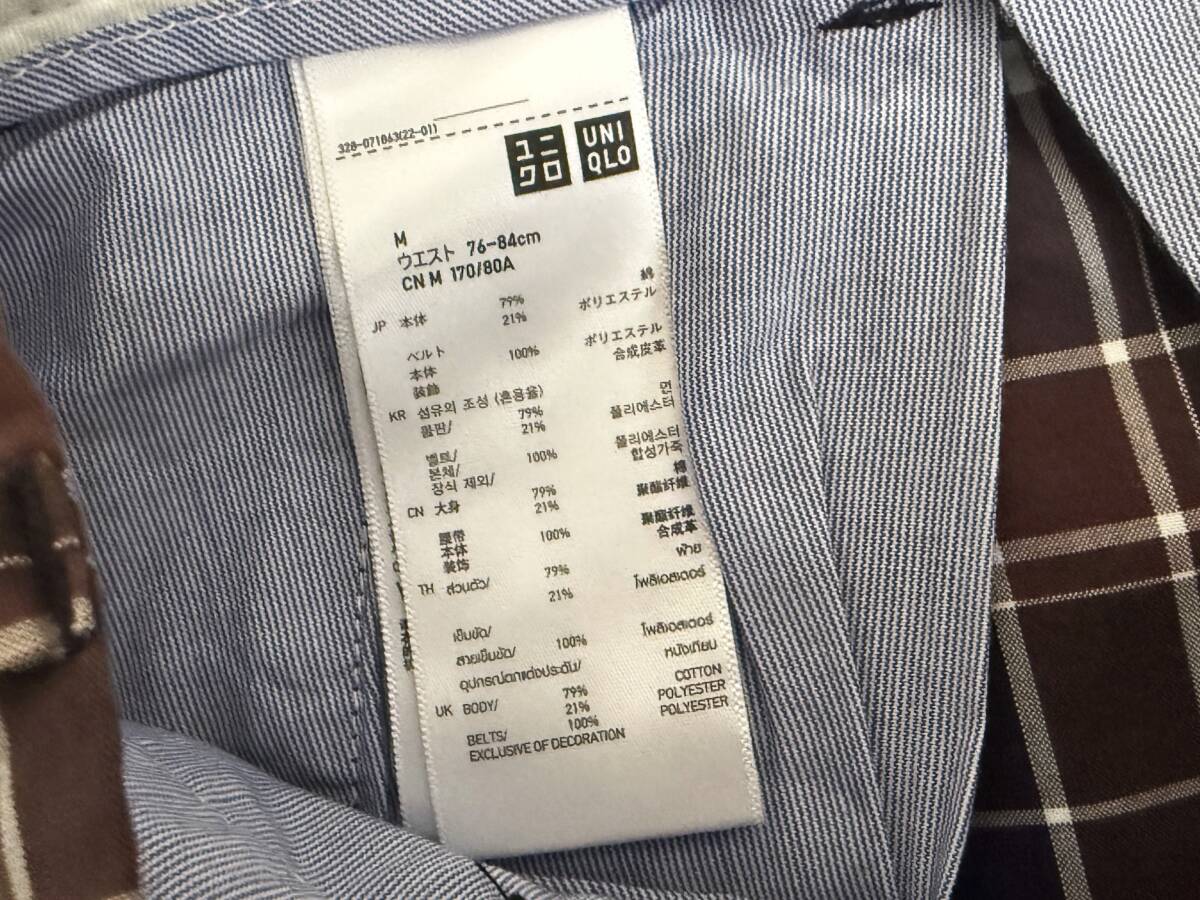 328-071063(22-01)
ユニ
クロ
UNI
QLO
M
ウエスト 76-84cm
CN M 170/80A
JP 本体 79% 綿
21% ポリエステル
ベルト
本体 100% ポリエステル
装飾 合成皮革
KR 섬유의 조성 (혼용율)
몸판/ 79% 면
21% 폴리에스터
벨트/
본체/ 100% 폴리에스터
장식 제외/ 합성가죽
CN 大身 79% 棉
21% 聚酯纤维
腰带
本体 100% 聚酯纤维
装饰 合成革
TH ส่วนตัว/ 79% ฝ้าย
21% โพลิเอสเตอร์
เข็มขัด/
สายเข็มขัด/ 100% โพลิเอสเตอร์
อุปกรณ์ตกแต่งประดับ/ หนังเทียม
UK BODY/ 79% COTTON
21% POLYESTER
BELTS/ 100% POLYESTER
EXCLUSIVE OF DECORATION